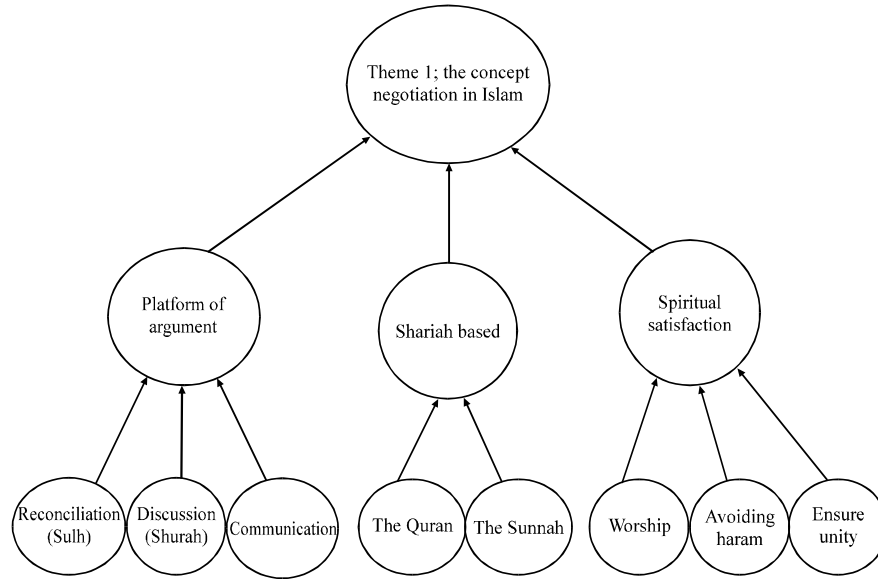 Theme 1; the concept
negotiation in Islam
Platform of
argument
Shariah based
Spiritual
satisfaction
Reconciliation
(Sulh)
Discussion
(Shurah)
Communication
The Quran
The Sunnah
Worship
Avoiding
haram
Ensure
unity